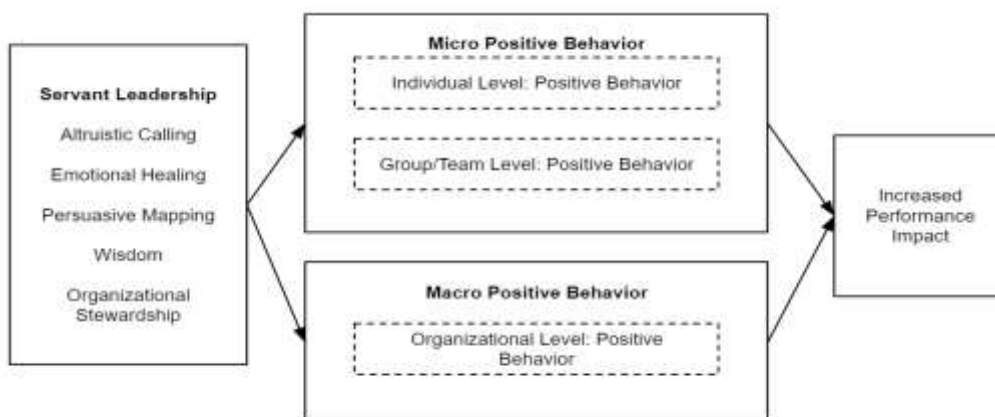 Servant Leadership
Altruistic Calling
Emotional Healing
Persuasive Mapping
Wisdom
Organizational
Stewardship
Micro Positive Behavior
Individual Level: Positive Behavior
Group/Team Level: Positive Behavior
Macro Positive Behavior
Organizational Level: Positive
Behavior
Increased
Performance
Impact